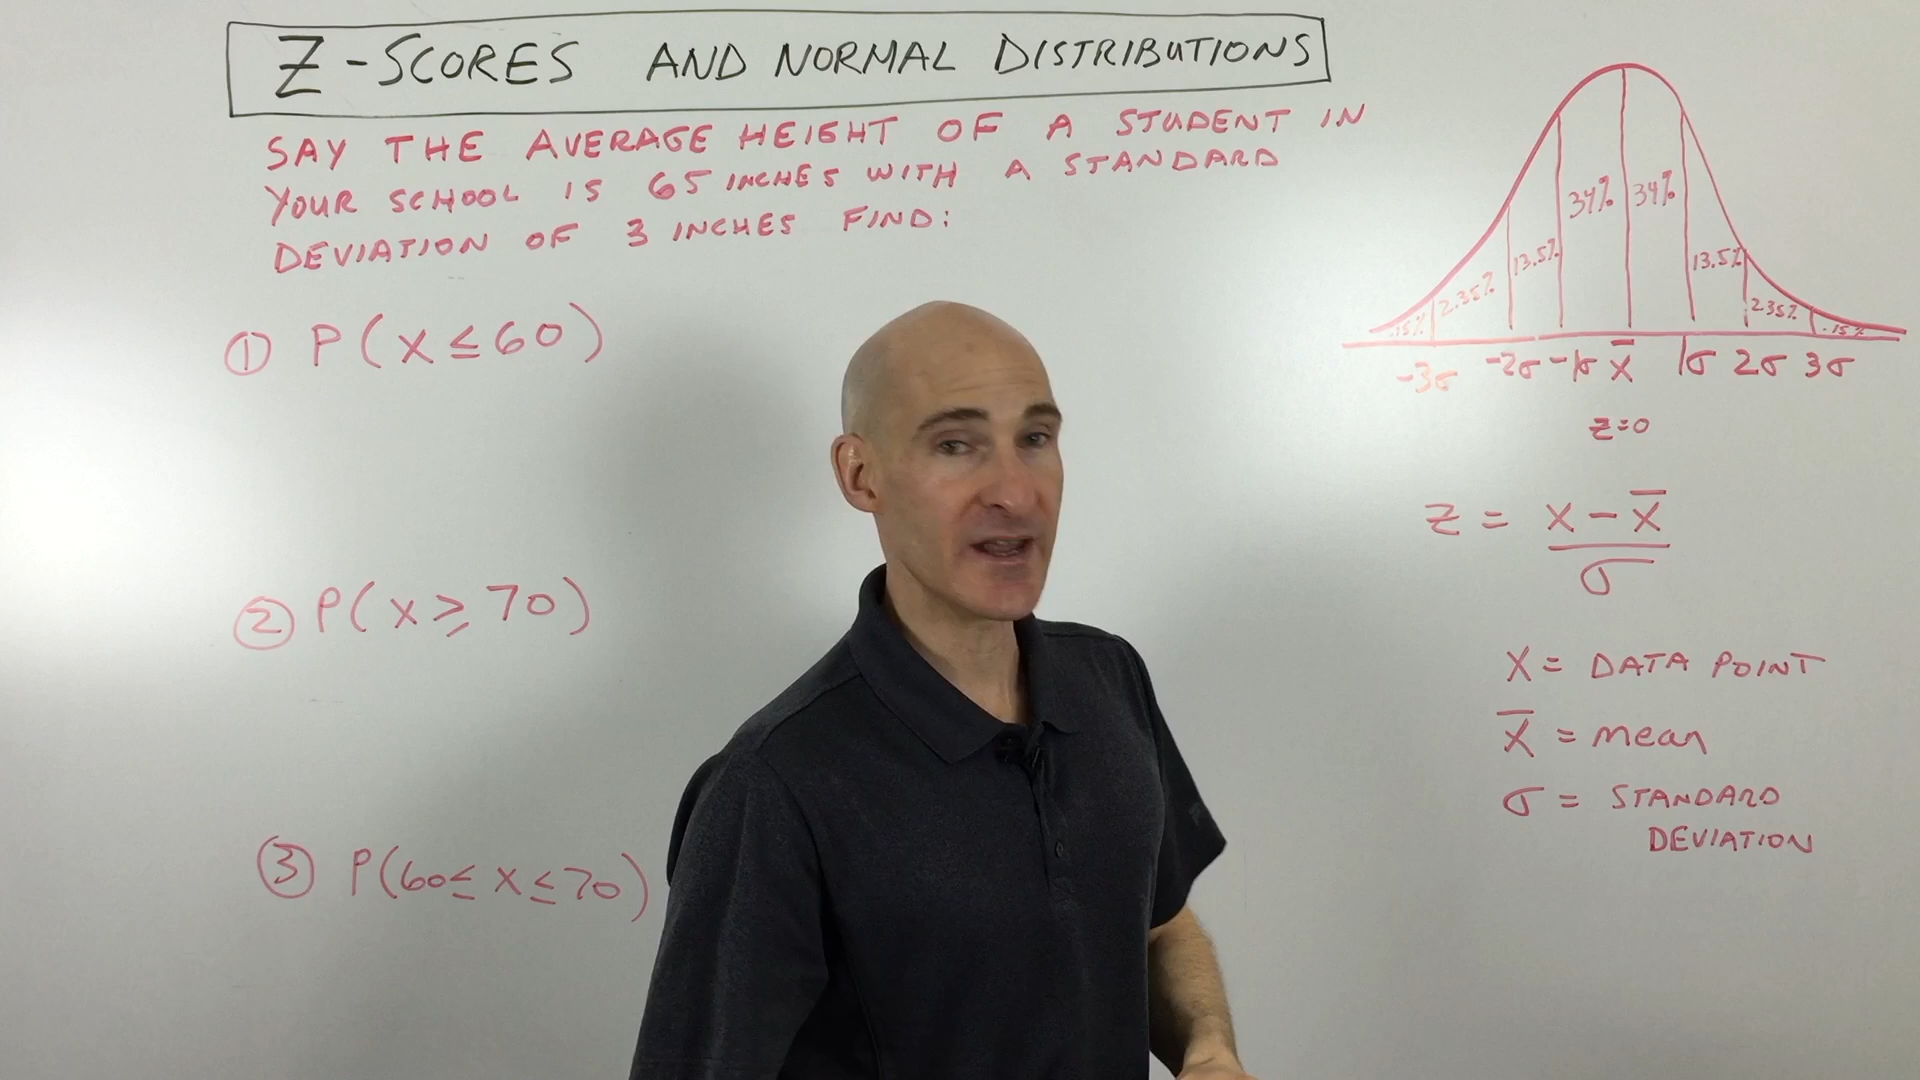 Z-SCORES AND NORMAL DISTRIBUTIONS
SAY THE AVERAGE HEIGHT OF A STUDENT IN
YOUR SCHOOL IS 65 INCHES WITH A STANDARD
DEVIATION OF 3 INCHES FIND:
① P(X≤60)
② P(X≥70)
③ P(60≤X≤70)
34% 34%
13.5% 13.5%
2.35% 2.35%
.15% .15%
-3σ -2σ -1σ x̅ 1σ 2σ 3σ
z=0
z = x - x̅
σ
X = DATA POINT
X̅ = mean
σ = STANDARD
DEVIATION